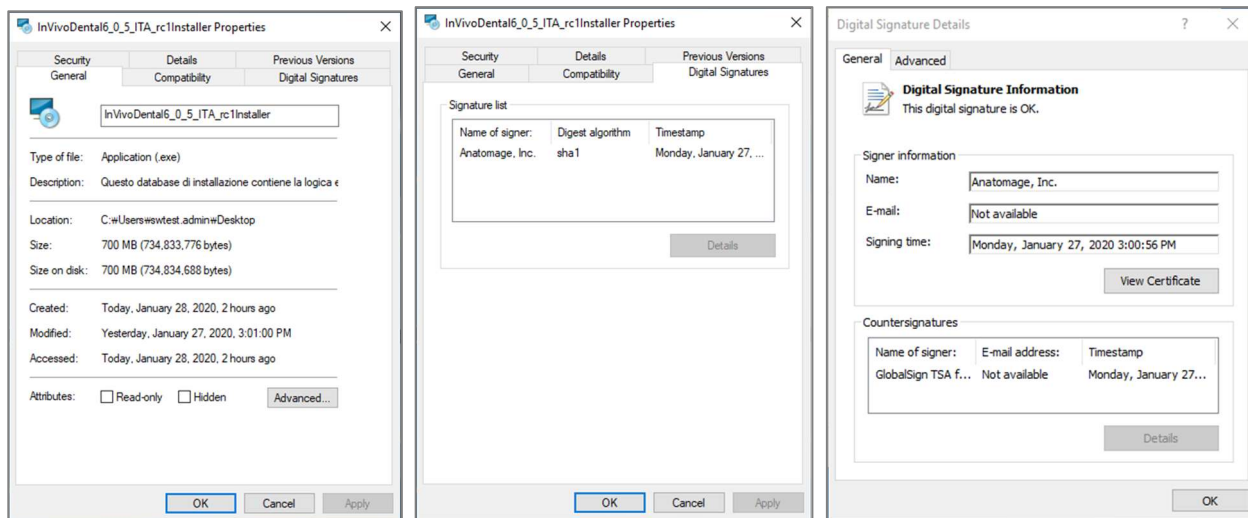 InVivoDental6_0_5_ITA_rc1Installer Properties
Security Details Previous Versions
General Compatibility Digital Signatures
InVivoDental6_0_5_ITA_rc1Installer
Type of file: Application (.exe)
Description: Questo database di installazione contiene la logica e
Location: C:₩Users₩swtest.admin₩Desktop
Size: 700 MB (734,833,776 bytes)
Size on disk: 700 MB (734,834,688 bytes)
Created: Today, January 28, 2020, 2 hours ago
Modified: Yesterday, January 27, 2020, 3:01:00 PM
Accessed: Today, January 28, 2020, 2 hours ago
Attributes: Read-only Hidden Advanced...
OK Cancel Apply
InVivoDental6_0_5_ITA_rc1Installer Properties
Security Details Previous Versions
General Compatibility Digital Signatures
Signature list
Name of signer: Digest algorithm Timestamp
Anatomage, Inc. sha1 Monday, January 27, ...
Details
OK Cancel Apply
Digital Signature Details
General Advanced
Digital Signature Information
This digital signature is OK.
Signer information
Name: Anatomage, Inc.
E-mail: Not available
Signing time: Monday, January 27, 2020 3:00:56 PM
View Certificate
Countersignatures
Name of signer: E-mail address: Timestamp
GlobalSign TSA f... Not available Monday, January 27...
Details
OK